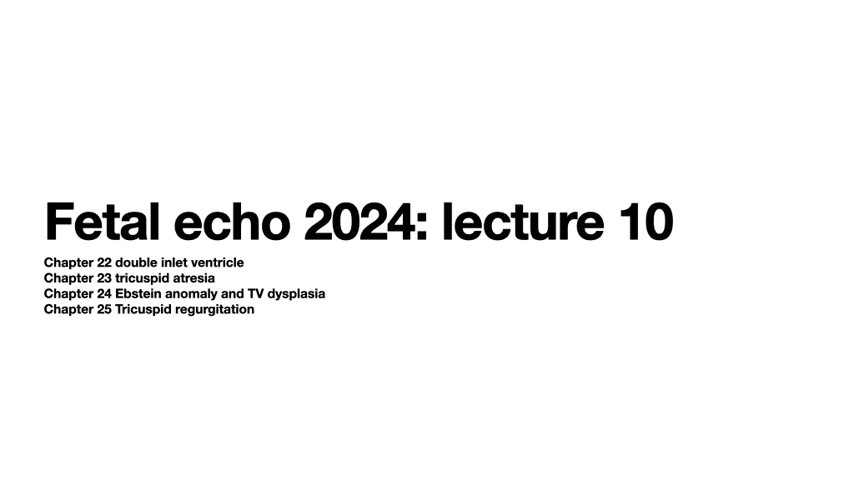 Fetal echo 2024: lecture 10
Chapter 22 double inlet ventricle
Chapter 23 tricuspid atresia
Chapter 24 Ebstein anomaly and TV dysplasia
Chapter 25 Tricuspid regurgitation